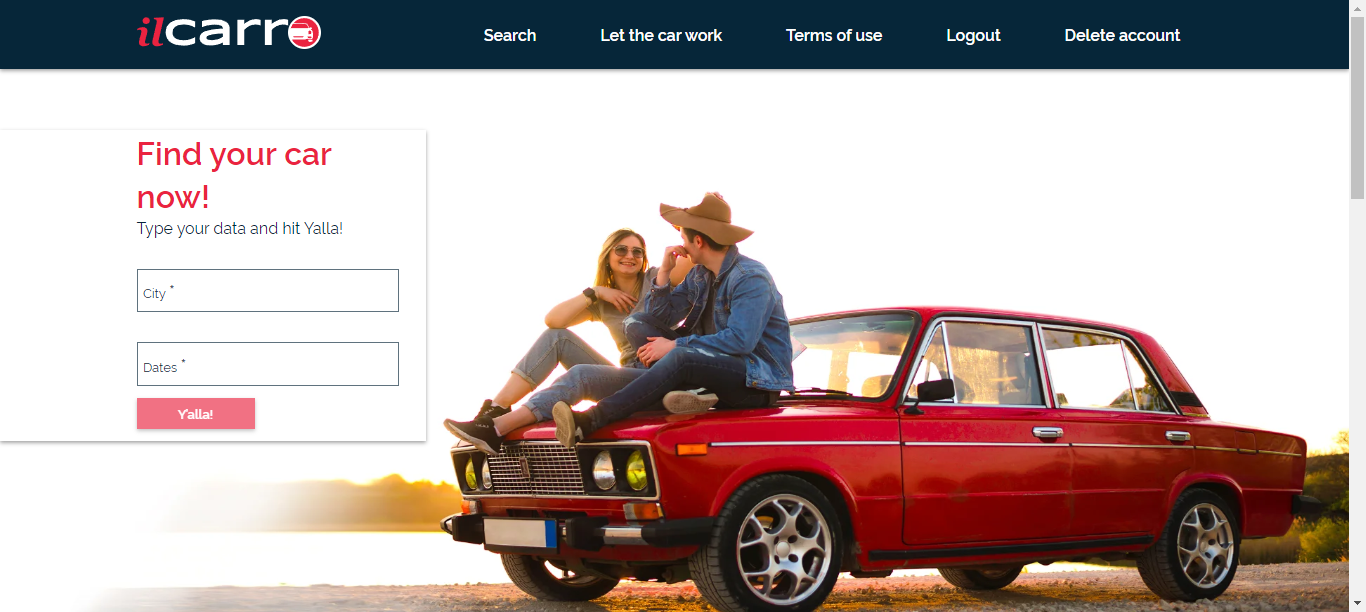 ilcarro
Search
Let the car work
Terms of use
Logout
Delete account
Find your car
now!
Type your data and hit Yalla!
City *
Dates *
Yalla!